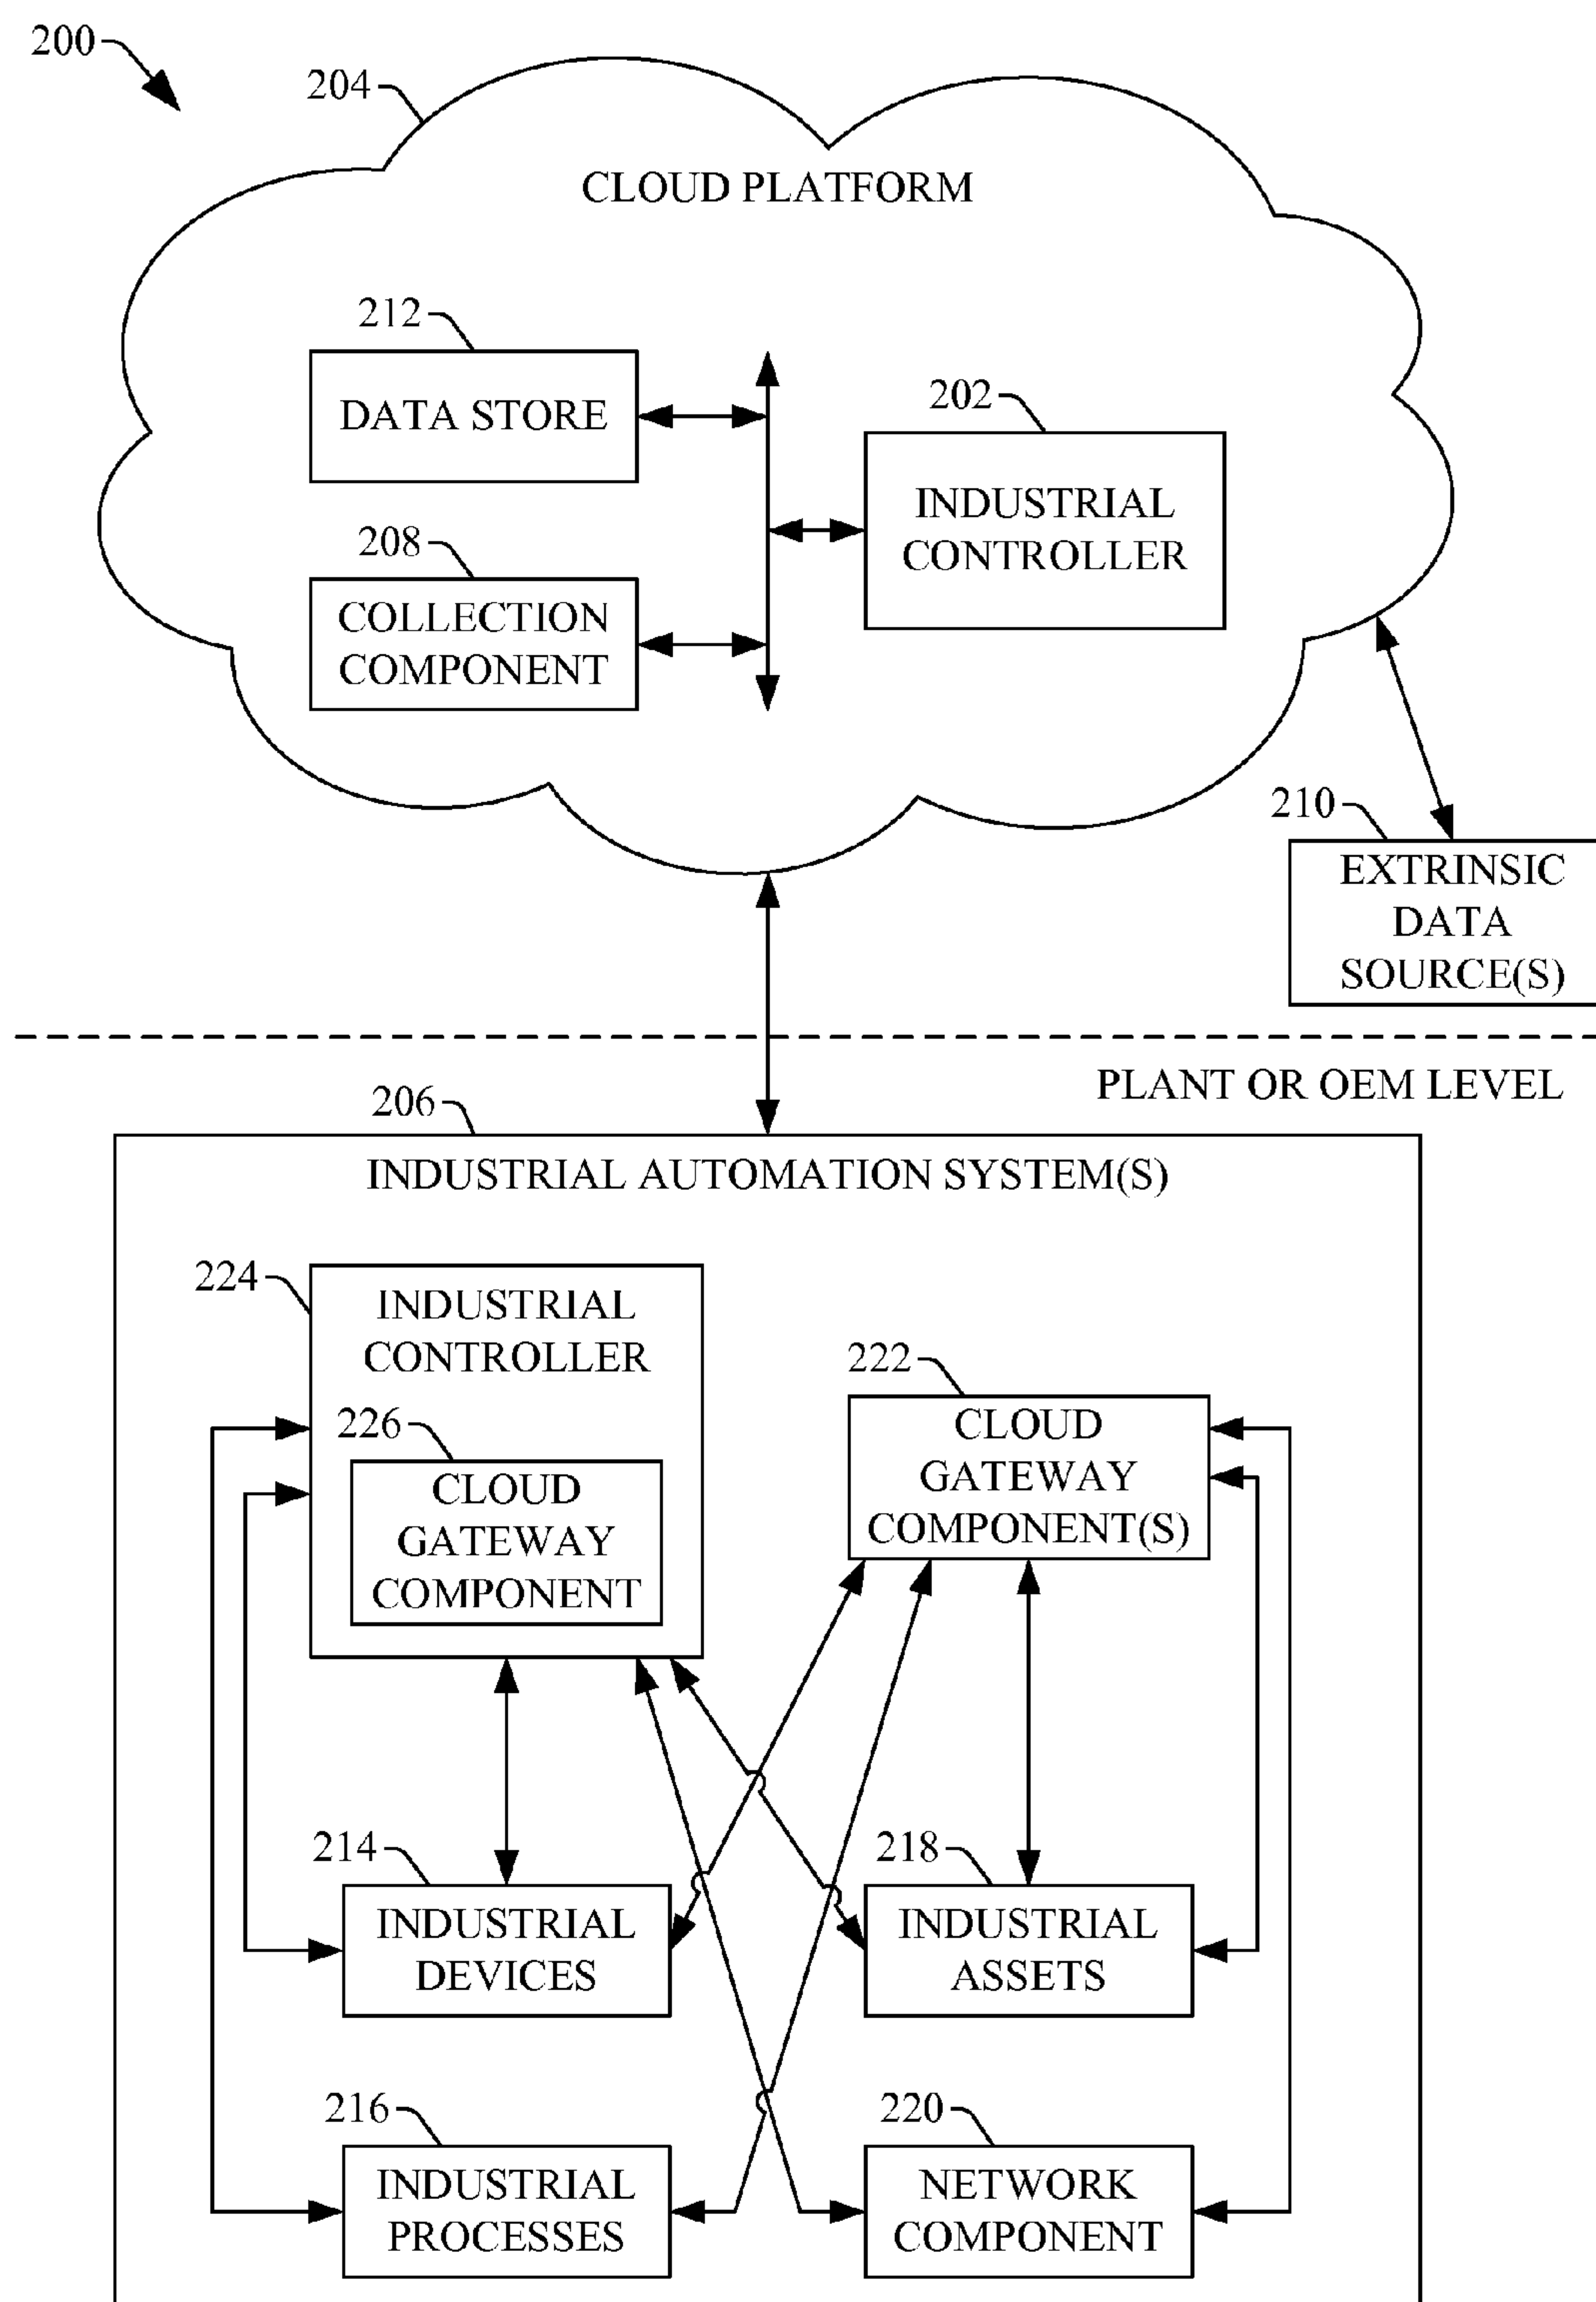 200
204
CLOUD PLATFORM
212
DATA STORE
202
INDUSTRIAL
CONTROLLER
208
COLLECTION
COMPONENT
210
EXTRINSIC
DATA
SOURCE(S)
PLANT OR OEM LEVEL
206
INDUSTRIAL AUTOMATION SYSTEM(S)
224
INDUSTRIAL
CONTROLLER
226
CLOUD
GATEWAY
COMPONENT
222
CLOUD
GATEWAY
COMPONENT(S)
214
INDUSTRIAL
DEVICES
218
INDUSTRIAL
ASSETS
216
INDUSTRIAL
PROCESSES
220
NETWORK
COMPONENT